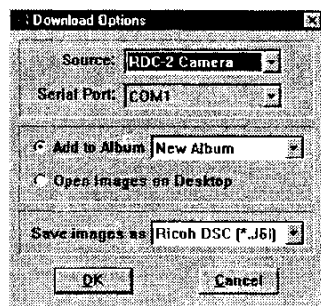 Download Options
Source: RDC-2 Camera
Serial Port: COM1
Add to Album New Album
Open Images on Desktop
Save images as Ricoh DSC (*.J6I)
OK Cancel